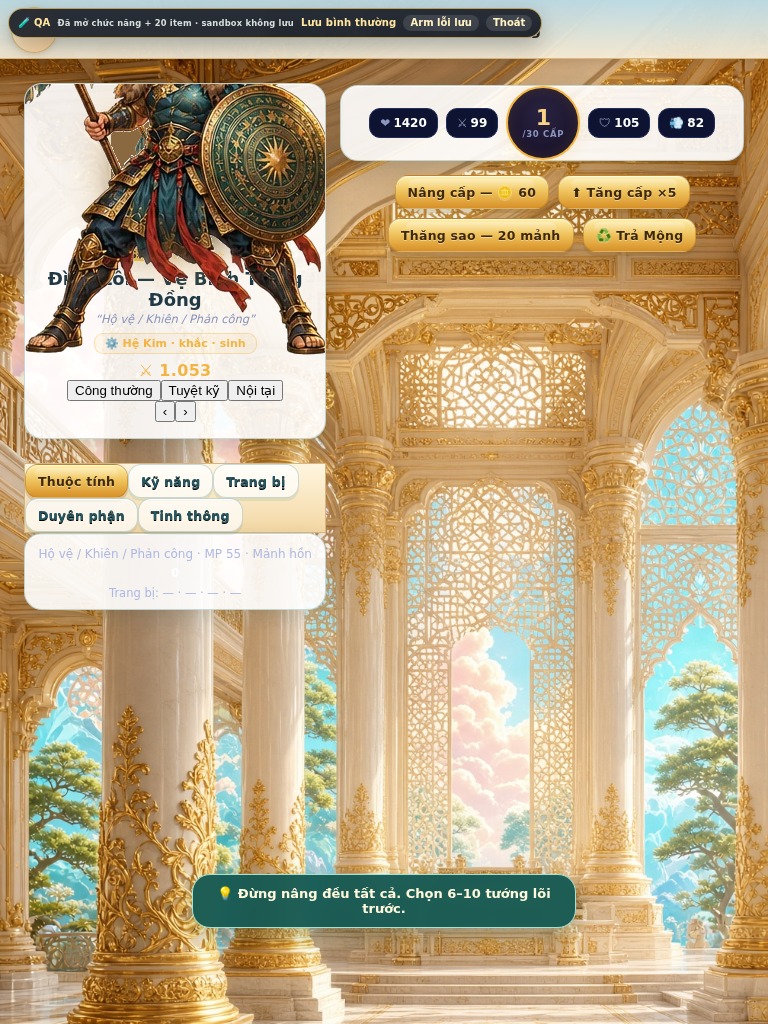 🧪 QA Đã mở chức năng + 20 item · sandbox không lưu Lưu bình thường Arm lỗi lưu Thoát
❤ 1420
⚔ 99
1
/30 CẤP
🛡 105
💨 82
Nâng cấp — 🪙 60
⬆ Tăng cấp ×5
Thăng sao — 20 mảnh
♻️ Trả Mộng
Đồng
“Hộ vệ / Khiên / Phản công”
⚙️ Hệ Kim · khắc · sinh
⚔ 1.053
Công thường Tuyệt kỹ Nội tại
‹ ›
Thuộc tính Kỹ năng Trang bị
Duyên phận Tinh thông
Hộ vệ / Khiên / Phản công · MP 55 · Mảnh hồn
0
Trang bị: — · — · — · —
💡 Đừng nâng đều tất cả. Chọn 6–10 tướng lõi
trước.